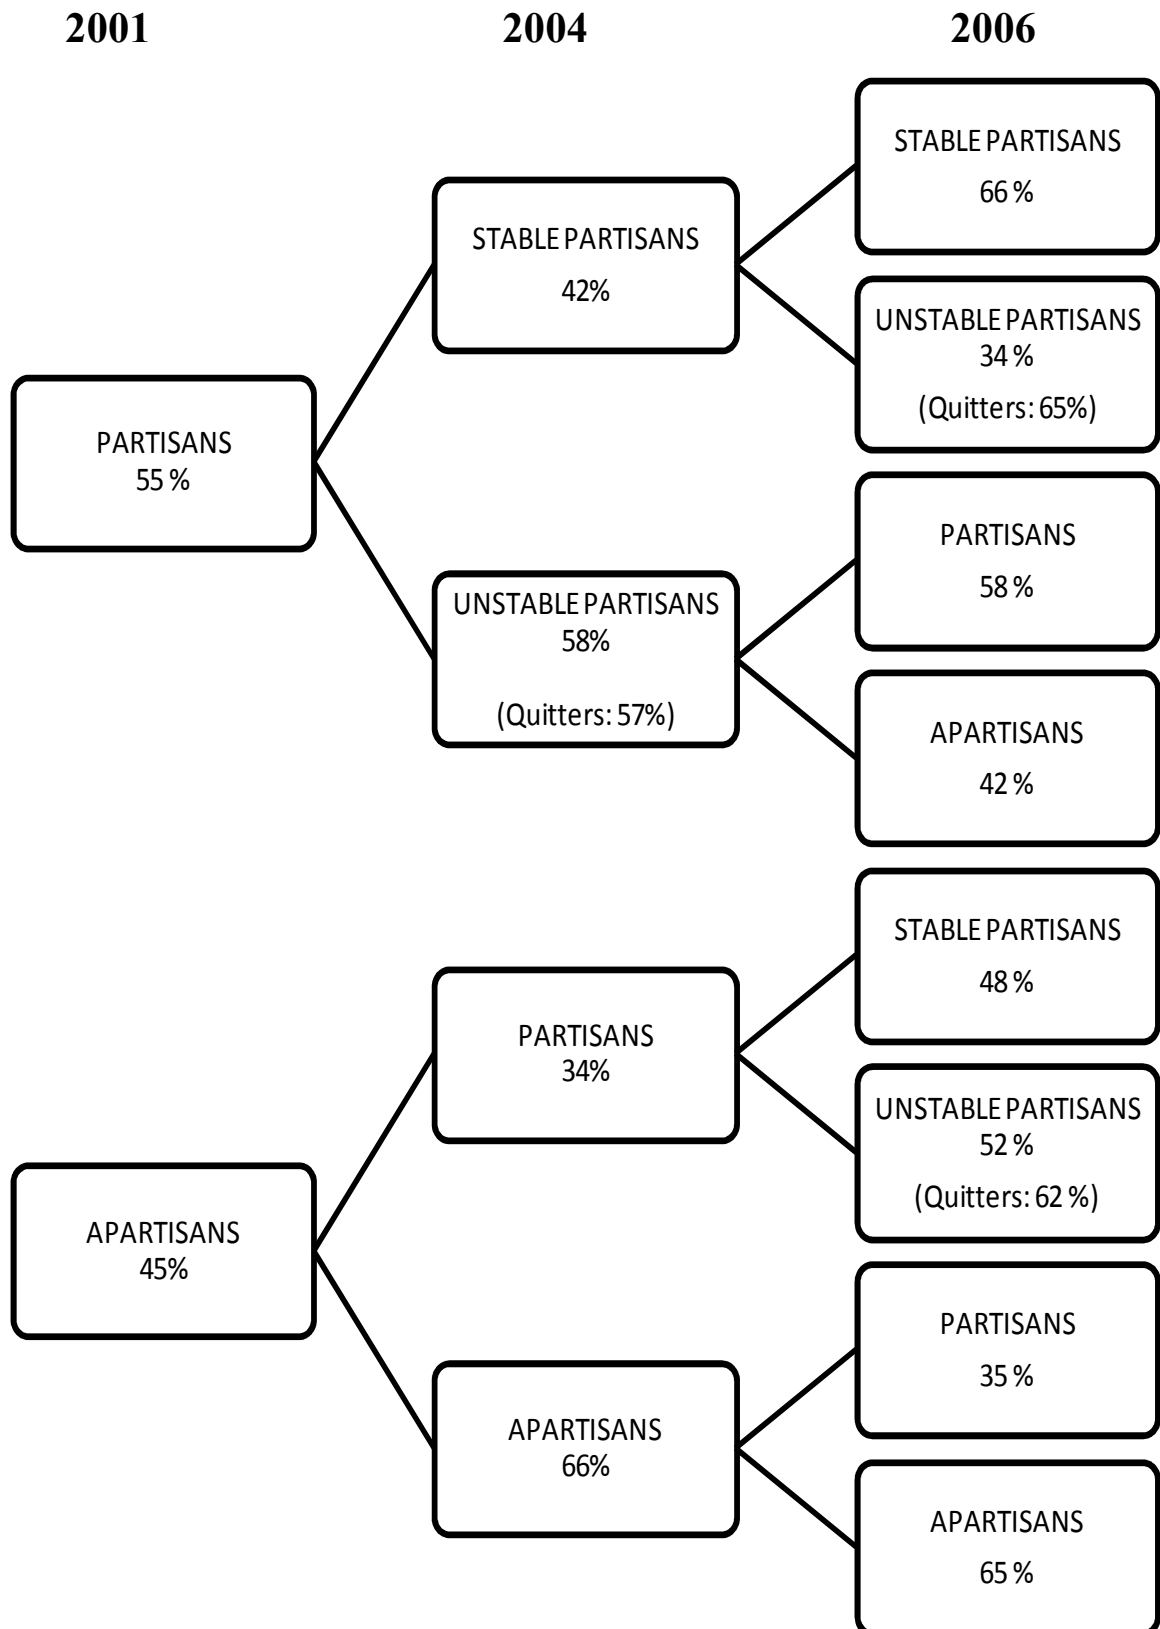 2001 2004 2006
STABLE PARTISANS
66 %
STABLE PARTISANS
42%
UNSTABLE PARTISANS
34 %
(Quitters: 65%)
PARTISANS
55 %
PARTISANS
58 %
UNSTABLE PARTISANS
58%
(Quitters: 57%)
APARTISANS
42 %
STABLE PARTISANS
48 %
PARTISANS
34%
UNSTABLE PARTISANS
52 %
(Quitters: 62 %)
APARTISANS
45%
PARTISANS
35 %
APARTISANS
66%
APARTISANS
65 %